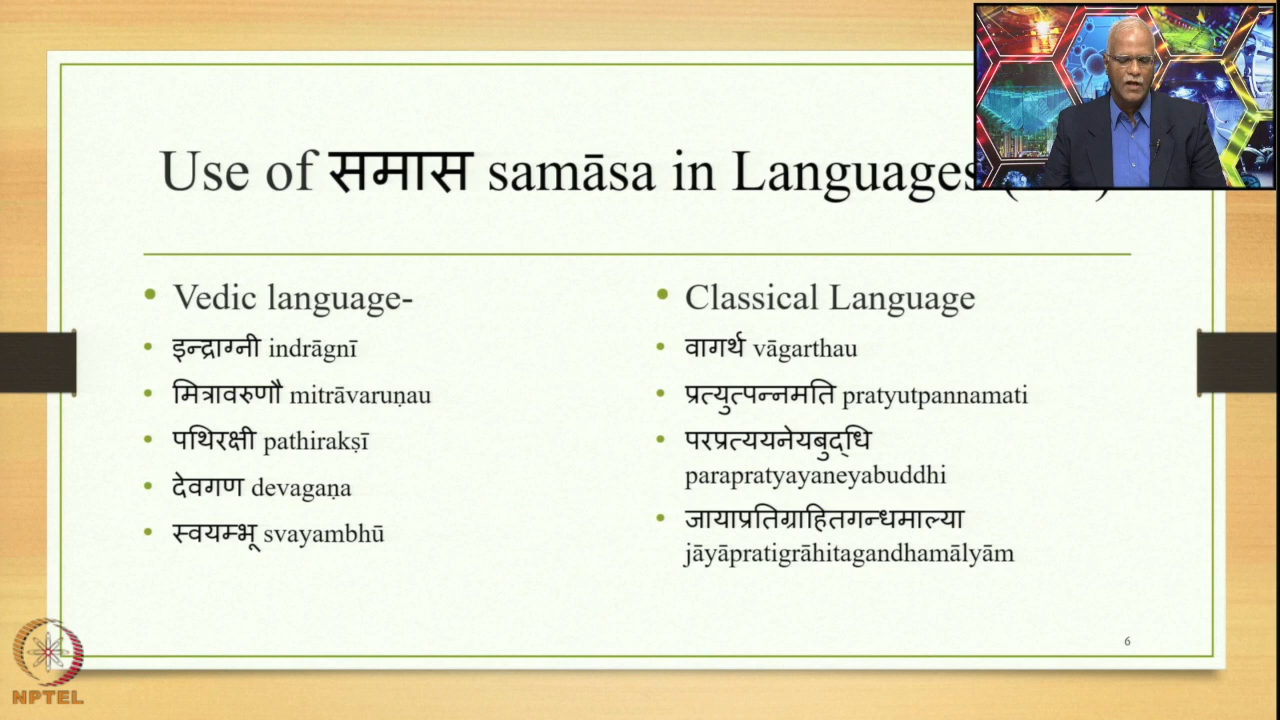 Use of समास samāsa in Languages
Vedic language-
इन्द्राग्नी indrāgnī
मित्रावरुणौ mitrāvaruṇau
पथिरक्षी pathirakṣī
देवगण devagaṇa
स्वयम्भू svayambhū
Classical Language
वागर्थ vāgarthau
प्रत्युत्पन्नमति pratyutpannamati
परप्रत्ययनेयबुद्धि
parapratyayaneyabuddhi
जायाप्रतिग्राहितगन्धमाल्या
jāyāpratigrāhitagandhamālyām
6
NPTEL